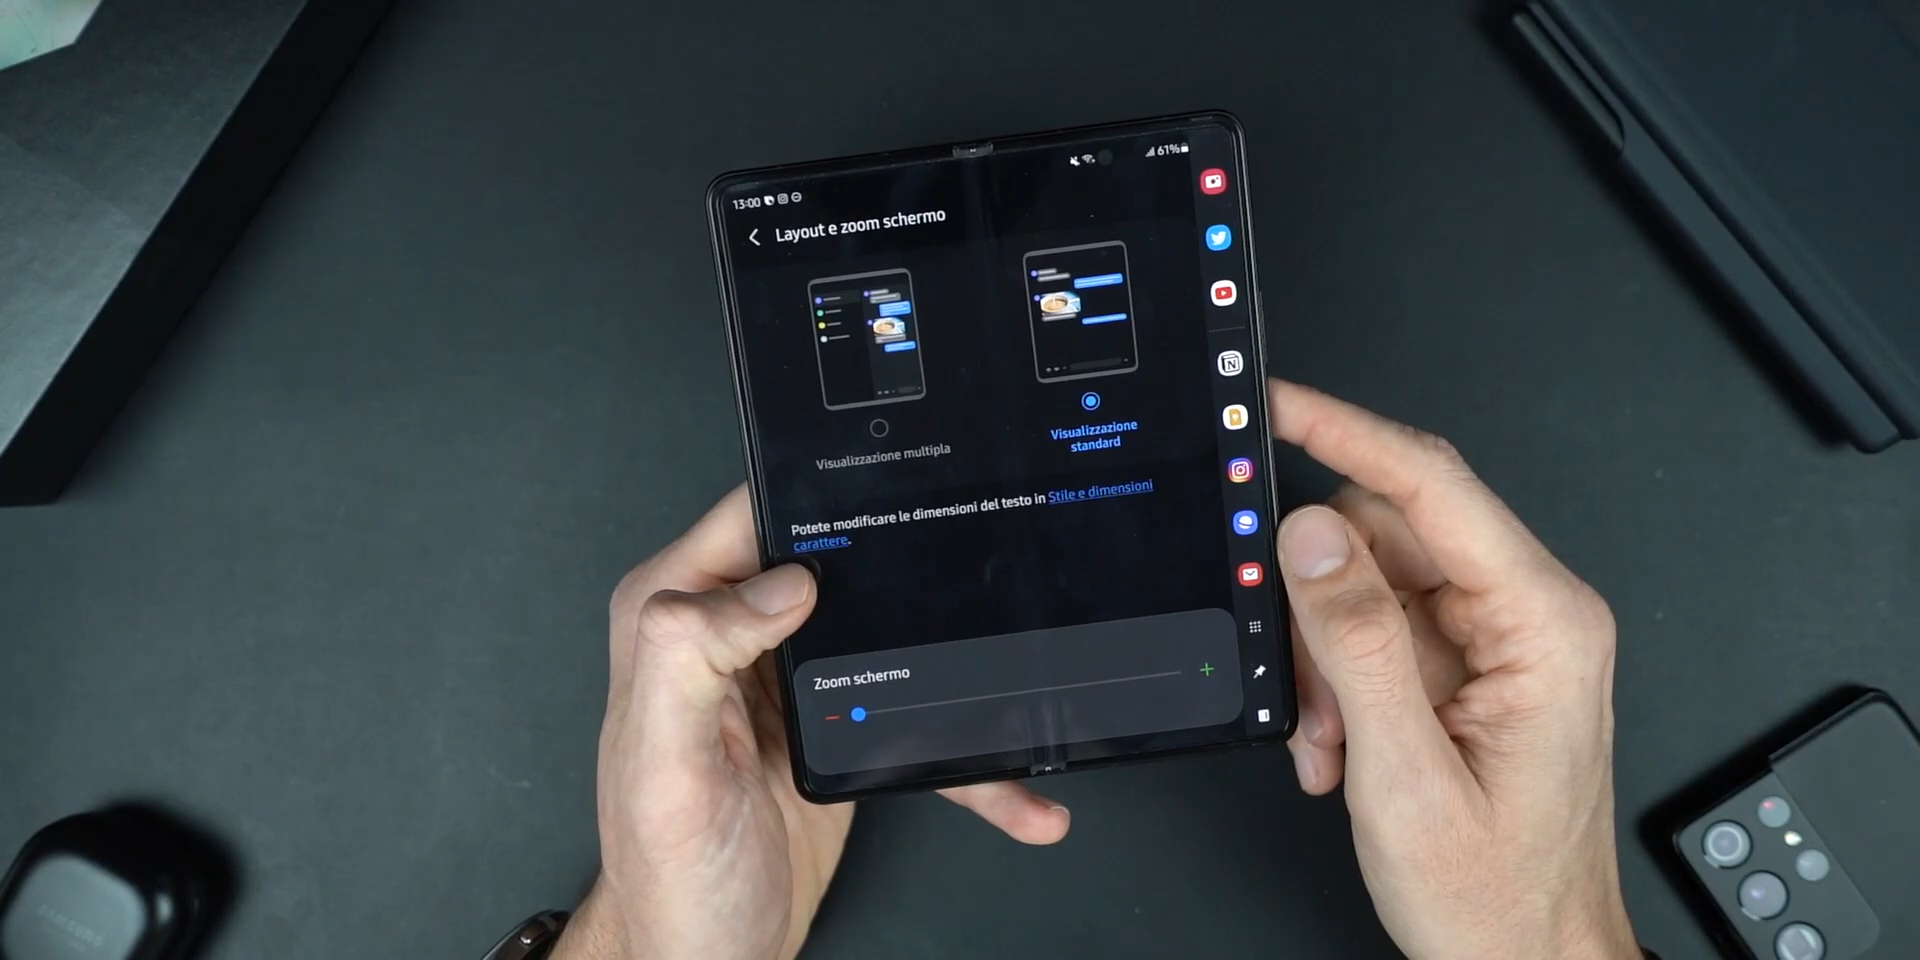 13:00
61%
Layout e zoom schermo
Visualizzazione multipla
Visualizzazione
standard
Potete modificare le dimensioni del testo in Stile e dimensioni
carattere.
Zoom schermo
SAMSUNG